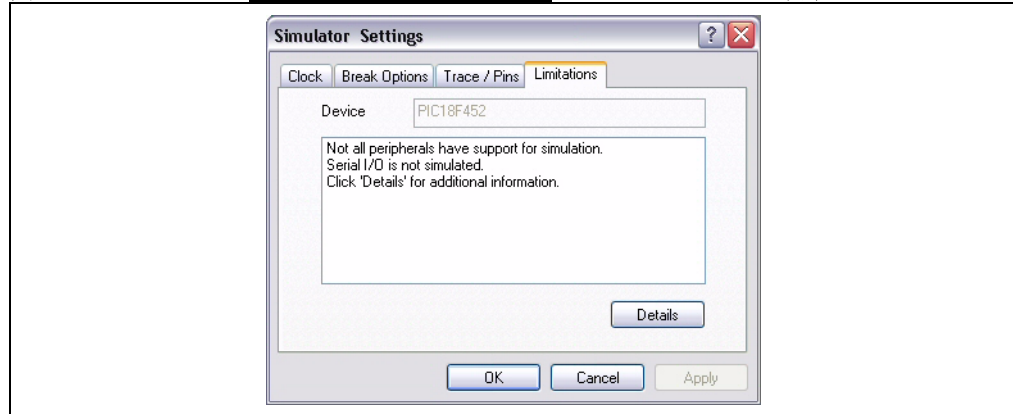 Simulator Settings
Clock Break Options Trace / Pins Limitations
Device PIC18F452
Not all peripherals have support for simulation.
Serial I/O is not simulated.
Click 'Details' for additional information.
Details
OK Cancel Apply